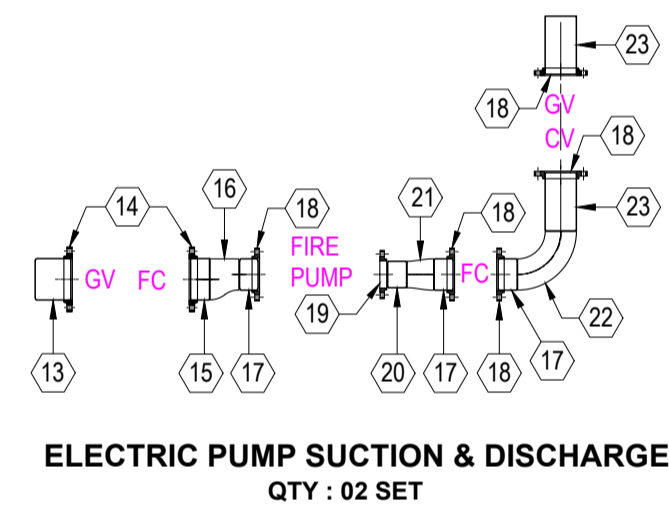 23
18
GV
CV
18
16
21
14
18
18
23
FIRE
PUMP
GV
FC
FC
19
22
13
15
17
20
17
18
17
ELECTRIC PUMP SUCTION & DISCHARGE
QTY : 02 SET